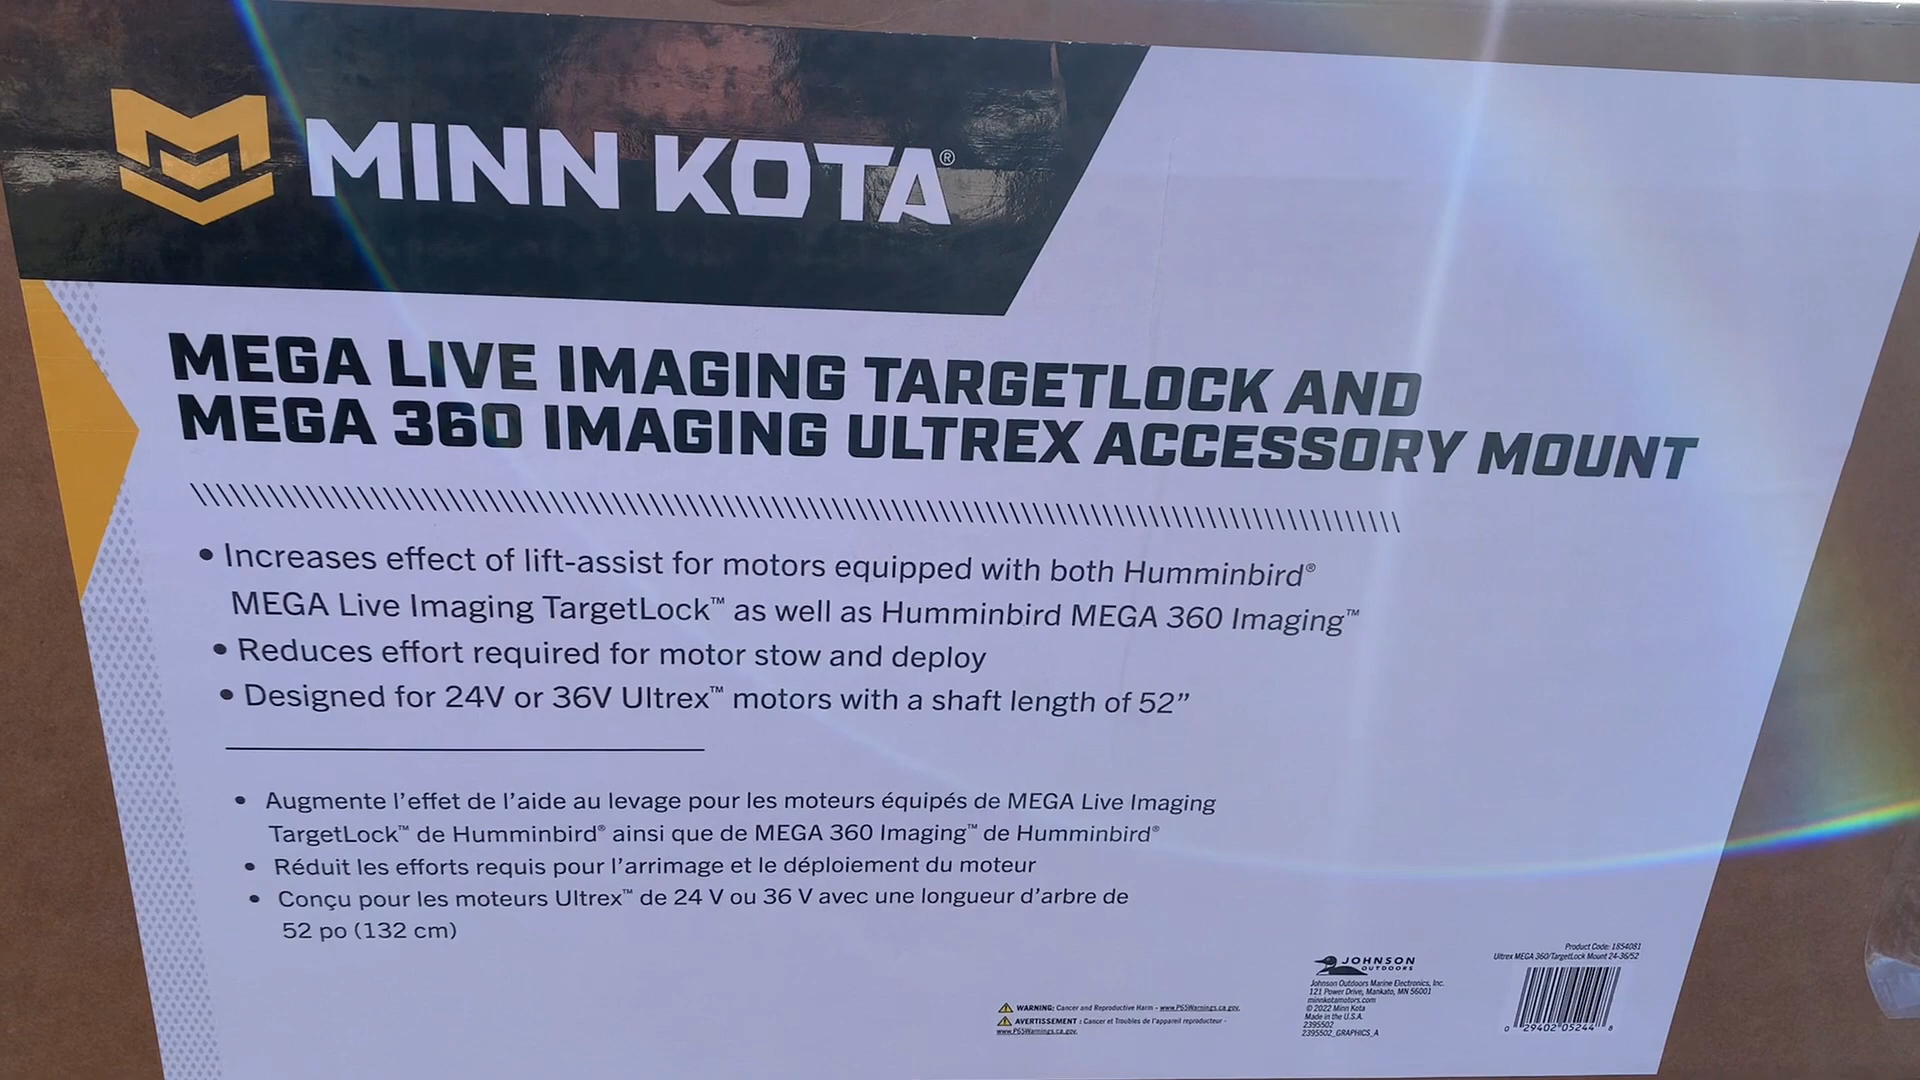 MINN KOTA®
MEGA LIVE IMAGING TARGETLOCK AND
MEGA 360 IMAGING ULTREX ACCESSORY MOUNT
• Increases effect of lift-assist for motors equipped with both Humminbird®
MEGA Live Imaging TargetLock™ as well as Humminbird MEGA 360 Imaging™
• Reduces effort required for motor stow and deploy
• Designed for 24V or 36V Ultrex™ motors with a shaft length of 52”
• Augmente l’effet de l’aide au levage pour les moteurs équipés de MEGA Live Imaging
TargetLock™ de Humminbird® ainsi que de MEGA 360 Imaging™ de Humminbird®
• Réduit les efforts requis pour l’arrimage et le déploiement du moteur
• Conçu pour les moteurs Ultrex™ de 24 V ou 36 V avec une longueur d’arbre de
52 po (132 cm)
WARNING: Cancer and Reproductive Harm - www.P65Warnings.ca.gov.
AVERTISSEMENT : Cancer et Troubles de l'appareil reproducteur -
www.P65Warnings.ca.gov.
JOHNSON
OUTDOORS
Johnson Outdoors Marine Electronics, Inc.
121 Power Drive, Mankato, MN 56001
minnkotamotors.com
© 2022 Minn Kota
Made in the U.S.A.
2395502
2395502_GRAPHICS_A
Product Code: 1854081
Ultrex MEGA 360/TargetLock Mount 24-36/52
0 29402 05244 8